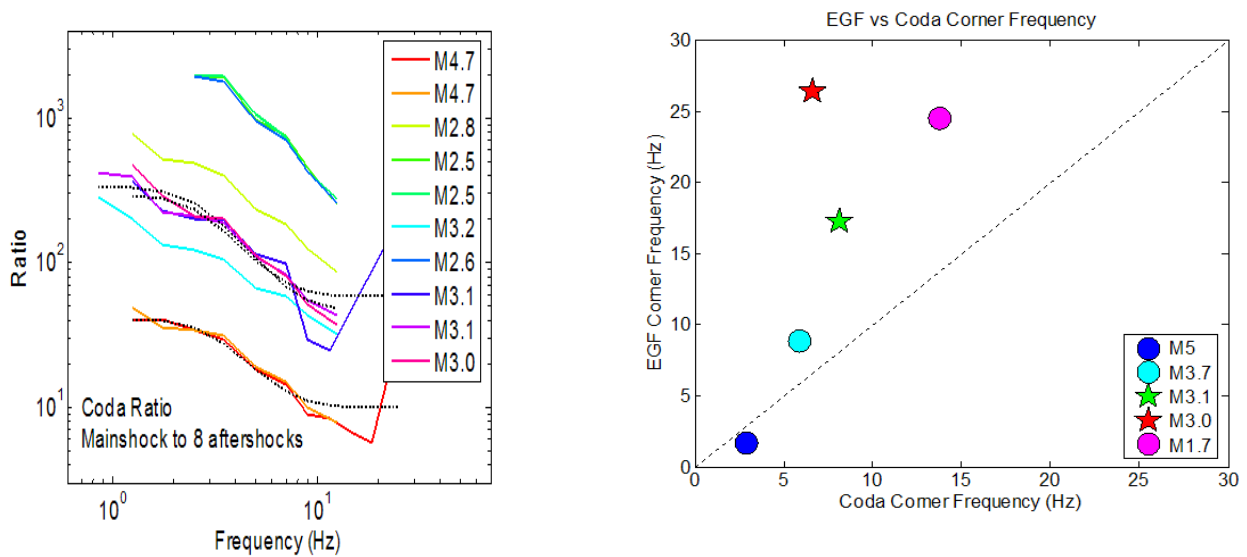 10^3
10^2
10^1
Ratio
M4.7
M4.7
M2.8
M2.5
M2.5
M3.2
M2.6
M3.1
M3.1
M3.0
Coda Ratio
Mainshock to 8 aftershocks
10^0
10^1
Frequency (Hz)
EGF vs Coda Corner Frequency
30
25
20
15
10
5
0
EGF Corner Frequency (Hz)
M5
M3.7
M3.1
M3.0
M1.7
0
5
10
15
20
25
30
Coda Corner Frequency (Hz)